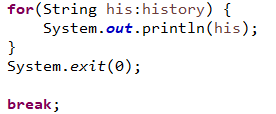 for(String his:history) {
    System.out.println(his);
}
System.exit(0);

break;